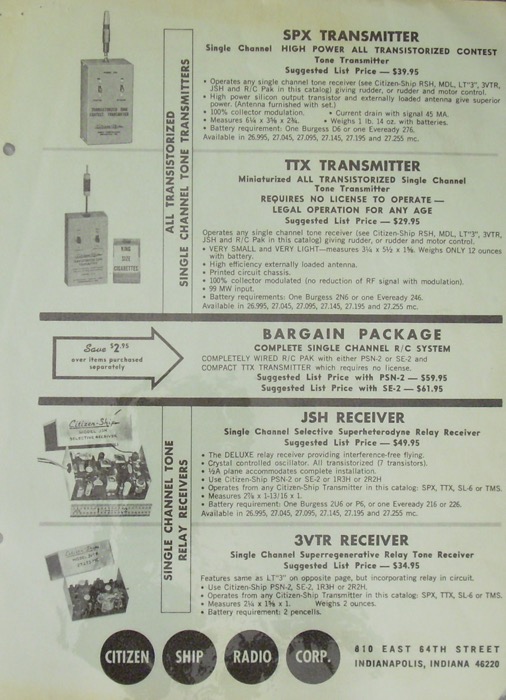 SPX TRANSMITTER
Single Channel HIGH POWER ALL TRANSISTORIZED CONTEST
Tone Transmitter
Suggested List Price — $39.95
• Operates any single channel tone receiver (see Citizen-Ship RSH, MDL, LT"3", 3VTR,
JSH and R/C Pak in this catalog) giving rudder, or rudder and motor control.
• High power silicon output transistor and externally loaded antenna give superior
power. (Antenna furnished with set.)
• 100% collector modulation. • Current drain with signal 45 MA.
• Measures 6¼ x 3⅝ x 2¾. • Weighs 1 lb. 14 oz. with batteries.
• Battery requirement: One Burgess D6 or one Eveready 276.
Available in 26.995, 27.045, 27.095, 27.145, 27.195 and 27.255 mc.
ALL TRANSISTORIZED
SINGLE CHANNEL TONE TRANSMITTERS
TTX TRANSMITTER
Miniaturized ALL TRANSISTORIZED Single Channel
Tone Transmitter
REQUIRES NO LICENSE TO OPERATE —
LEGAL OPERATION FOR ANY AGE
Suggested List Price — $29.95
Operates any single channel tone receiver (see Citizen-Ship RSH, MDL, LT"3", 3VTR,
JSH and R/C Pak in this catalog) giving rudder, or rudder and motor control.
• VERY SMALL and VERY LIGHT—measures 3¼ x 5½ x 1⅝. Weighs ONLY 12 ounces
with battery.
• High efficiency externally loaded antenna.
• Printed circuit chassis.
• 100% collector modulated (no reduction of RF signal with modulation).
• 99 MW input.
• Battery requirements: One Burgess 2N6 or one Eveready 246.
Available in 26.995, 27.045, 27.095, 27.145, 27.195 and 27.255 mc.
KING
SIZE
CIGARETTES
Save $2.95
over items purchased
separately
BARGAIN PACKAGE
COMPLETE SINGLE CHANNEL R/C SYSTEM
COMPLETELY WIRED R/C PAK with either PSN-2 or SE-2 and
COMPACT TTX TRANSMITTER which requires no license.
Suggested List Price with PSN-2 — $59.95
Suggested List Price with SE-2 — $61.95
Citizen-Ship
SELECTIVE RECEIVER
SINGLE CHANNEL TONE
RELAY RECEIVERS
JSH RECEIVER
Single Channel Selective Superheterodyne Relay Receiver
Suggested List Price — $49.95
• The DELUXE relay receiver providing interference-free flying.
• Crystal controlled oscillator. All transistorized (7 transistors).
• ½A plane accommodates complete installation.
• Use Citizen-Ship PSN-2 or SE-2 or 1R3H or 2R2H
• Operates from any Citizen-Ship Transmitter in this catalog: SPX, TTX, SL-6 or TMS.
• Measures 2⅞ x 1-13/16 x 1.
• Battery requirement: One Burgess 2U6 or P6, or one Eveready 216 or 226.
Available in 26.995, 27.045, 27.095, 27.145, 27.195 and 27.255 mc.
3VTR RECEIVER
Single Channel Superregenerative Relay Tone Receiver
Suggested List Price — $34.95
Features same as LT"3" on opposite page, but incorporating relay in circuit.
• Use Citizen-Ship PSN-2, SE-2, 1R3H or 2R2H.
• Operates from any Citizen-Ship Transmitter in this catalog: SPX, TTX, SL-6 or TMS.
• Measures 2¼ x 1⅝ x 1. Weighs 2 ounces.
• Battery requirement: 2 pencells.
CITIZEN SHIP RADIO CORP.
810 EAST 64TH STREET
INDIANAPOLIS, INDIANA 46220